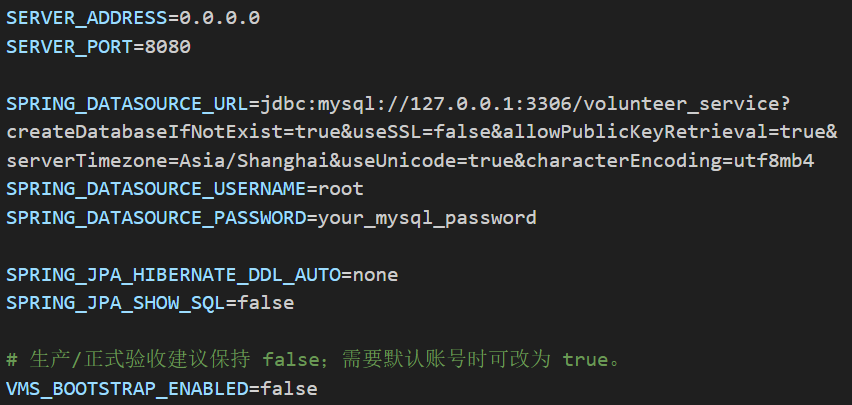 SERVER_ADDRESS=0.0.0.0
SERVER_PORT=8080
SPRING_DATASOURCE_URL=jdbc:mysql://127.0.0.1:3306/volunteer_service?
createDatabaseIfNotExist=true&useSSL=false&allowPublicKeyRetrieval=true&
serverTimezone=Asia/Shanghai&useUnicode=true&characterEncoding=utf8mb4
SPRING_DATASOURCE_USERNAME=root
SPRING_DATASOURCE_PASSWORD=your_mysql_password
SPRING_JPA_HIBERNATE_DDL_AUTO=none
SPRING_JPA_SHOW_SQL=false
# 生产/正式验收建议保持 false；需要默认账号时可改为 true。
VMS_BOOTSTRAP_ENABLED=false